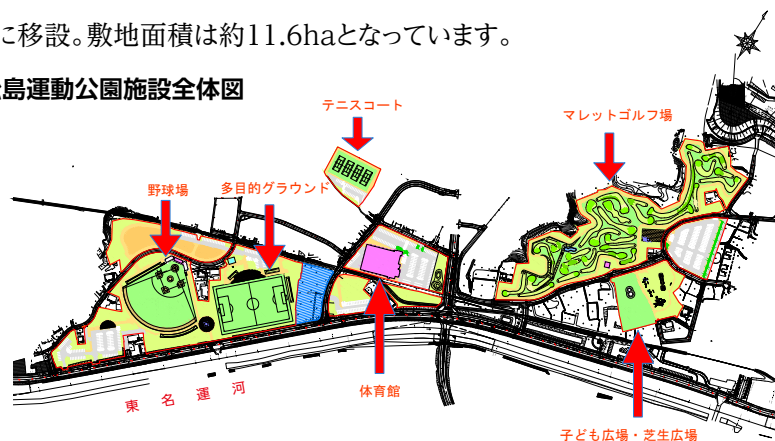 に移設。敷地面積は約11.6haとなっています。
島運動公園施設全体図
テニスコート
マレットゴルフ場
野球場
多目的グラウンド
東名運河
体育館
子ども広場・芝生広場